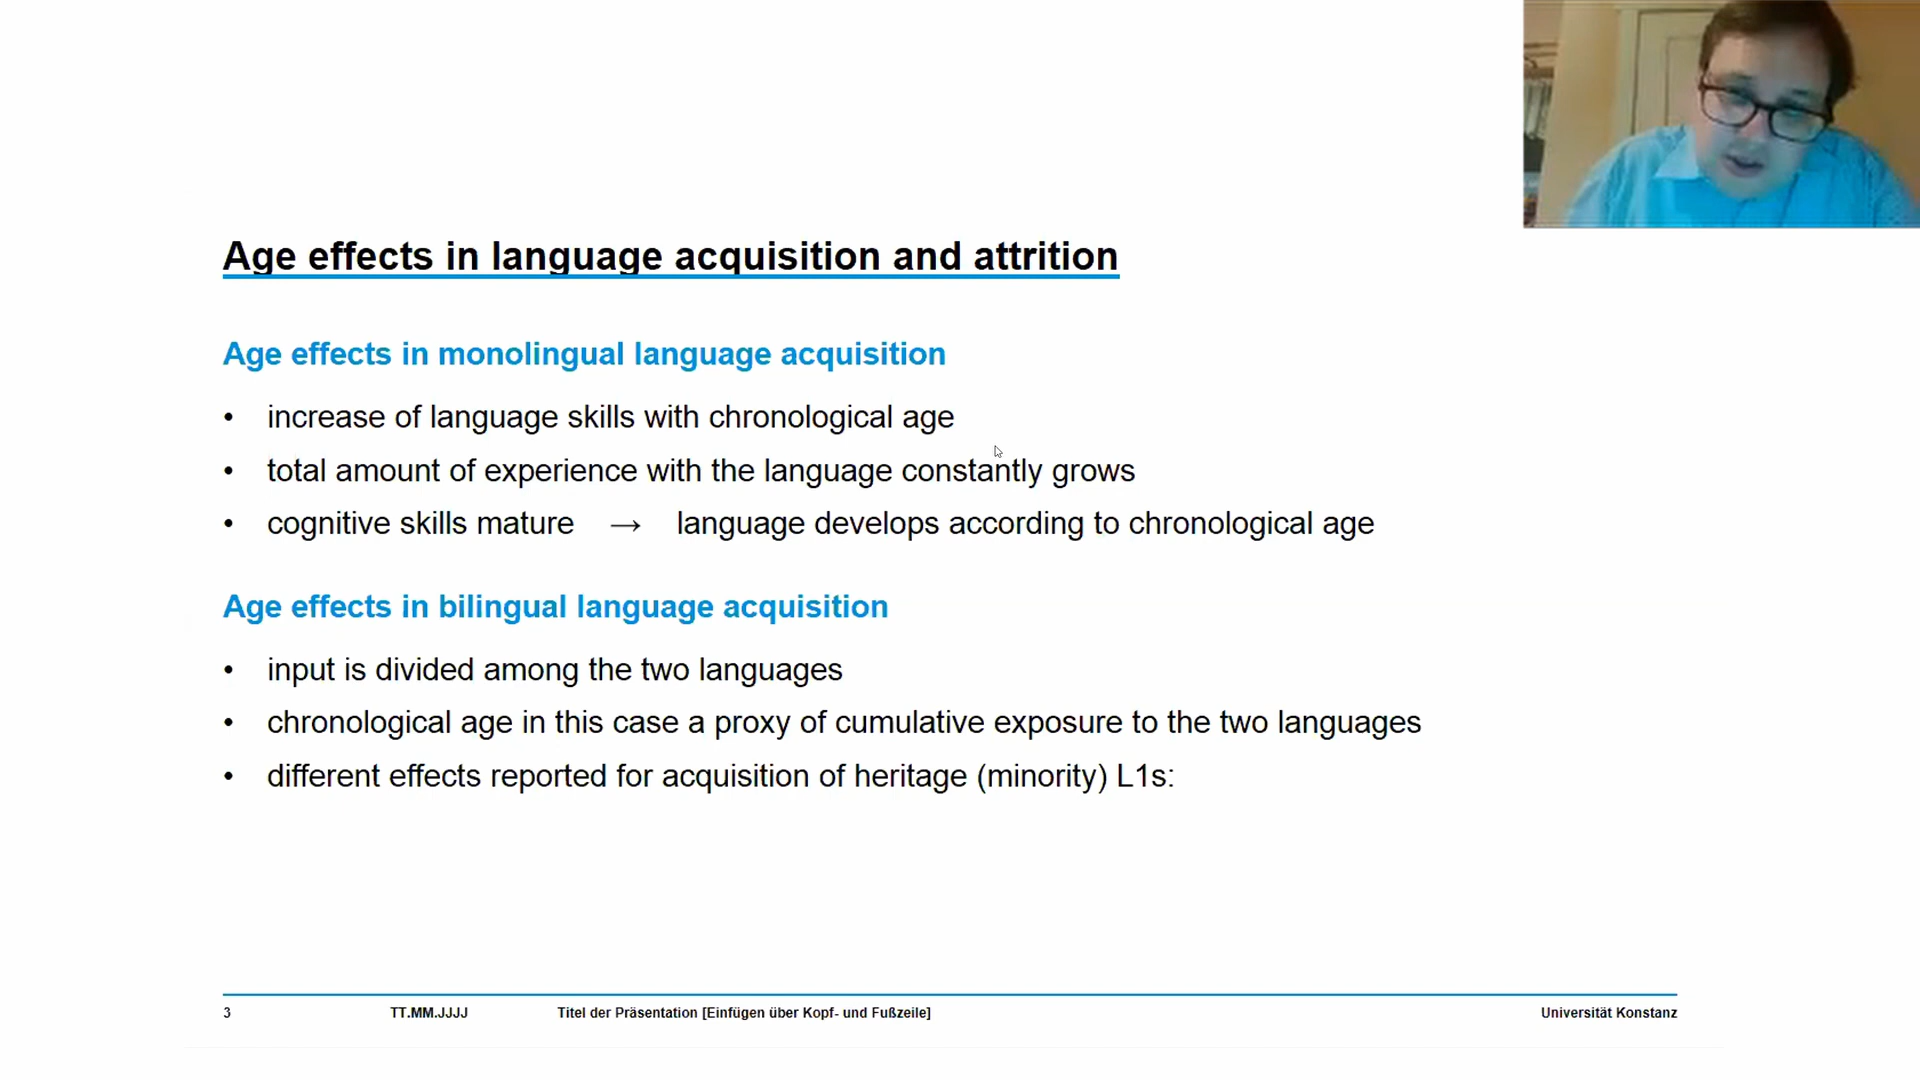 Age effects in language acquisition and attrition
Age effects in monolingual language acquisition
• increase of language skills with chronological age
• total amount of experience with the language constantly grows
• cognitive skills mature → language develops according to chronological age
Age effects in bilingual language acquisition
• input is divided among the two languages
• chronological age in this case a proxy of cumulative exposure to the two languages
• different effects reported for acquisition of heritage (minority) L1s:
3 TT.MM.JJJJ Titel der Präsentation [Einfügen über Kopf- und Fußzeile] Universität Konstanz